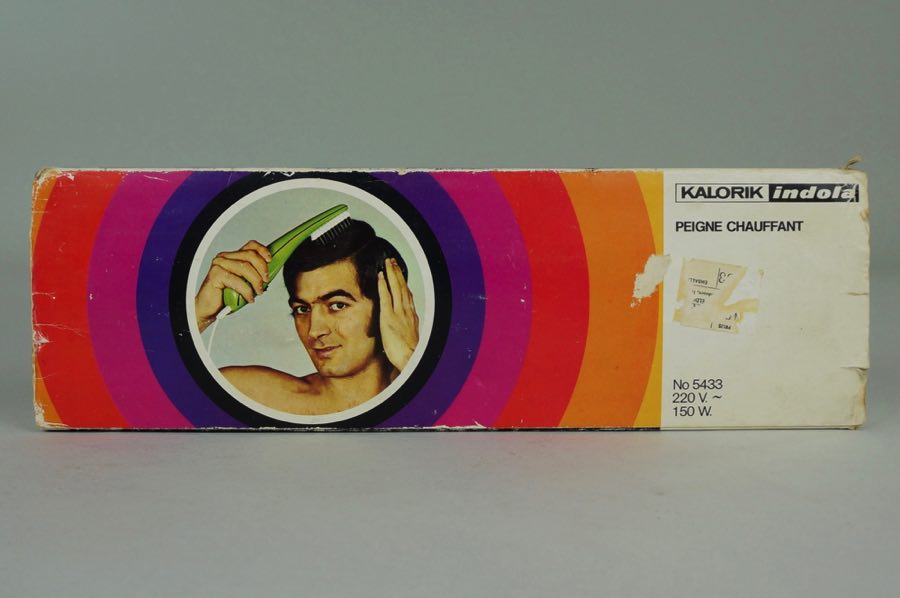 KALORIK indola
PEIGNE CHAUFFANT
No 5433
220 V. ~
150 W.